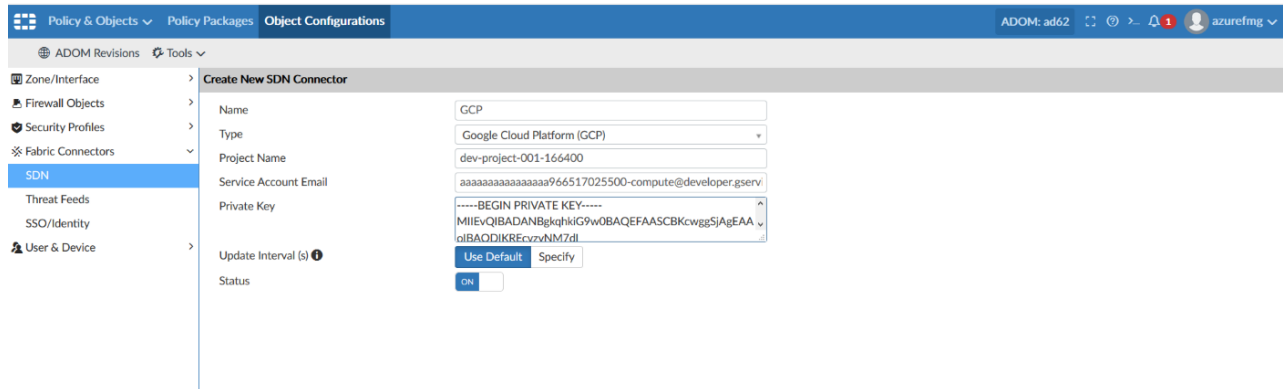 Policy & Objects Policy Packages Object Configurations ADOM: ad62 1 azurefmg
ADOM Revisions Tools
Zone/Interface
Firewall Objects
Security Profiles
Fabric Connectors
SDN
Threat Feeds
SSO/Identity
User & Device
Create New SDN Connector
Name GCP
Type Google Cloud Platform (GCP)
Project Name dev-project-001-166400
Service Account Email aaaaaaaaaaaaaaaa966517025500-compute@developer.gservi
Private Key -----BEGIN PRIVATE KEY-----
MIIEvQIBADANBgkqhkiG9w0BAQEFAASCBKcwggSjAgEAA
Update Interval (s) Use Default Specify
Status ON